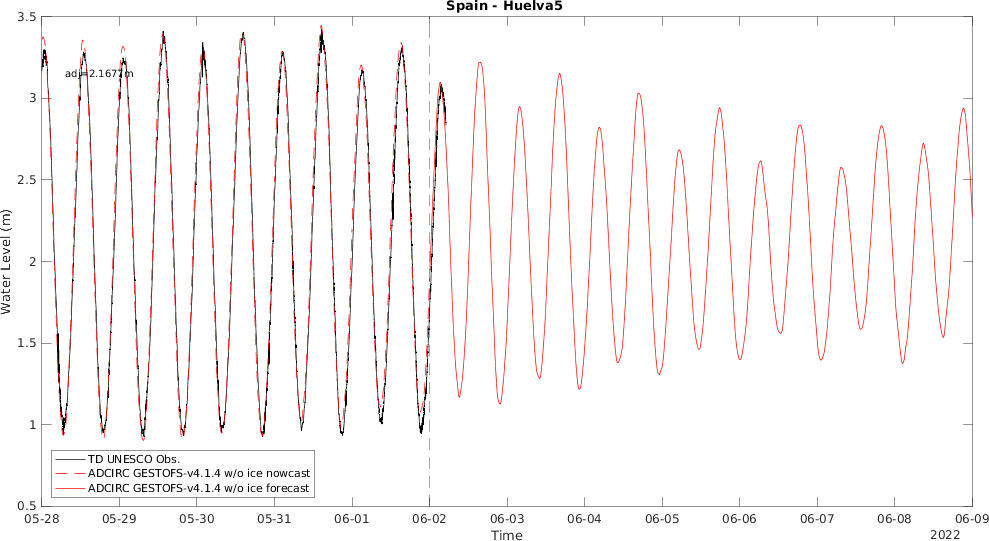 Spain - Huelva5
3.5
3
2.5
2
1.5
1
0.5
Water Level (m)
adj=2.1677m
TD UNESCO Obs.
ADCIRC GESTOFS-v4.1.4 w/o ice nowcast
ADCIRC GESTOFS-v4.1.4 w/o ice forecast
05-28 05-29 05-30 05-31 06-01 06-02 06-03 06-04 06-05 06-06 06-07 06-08 06-09
Time
2022